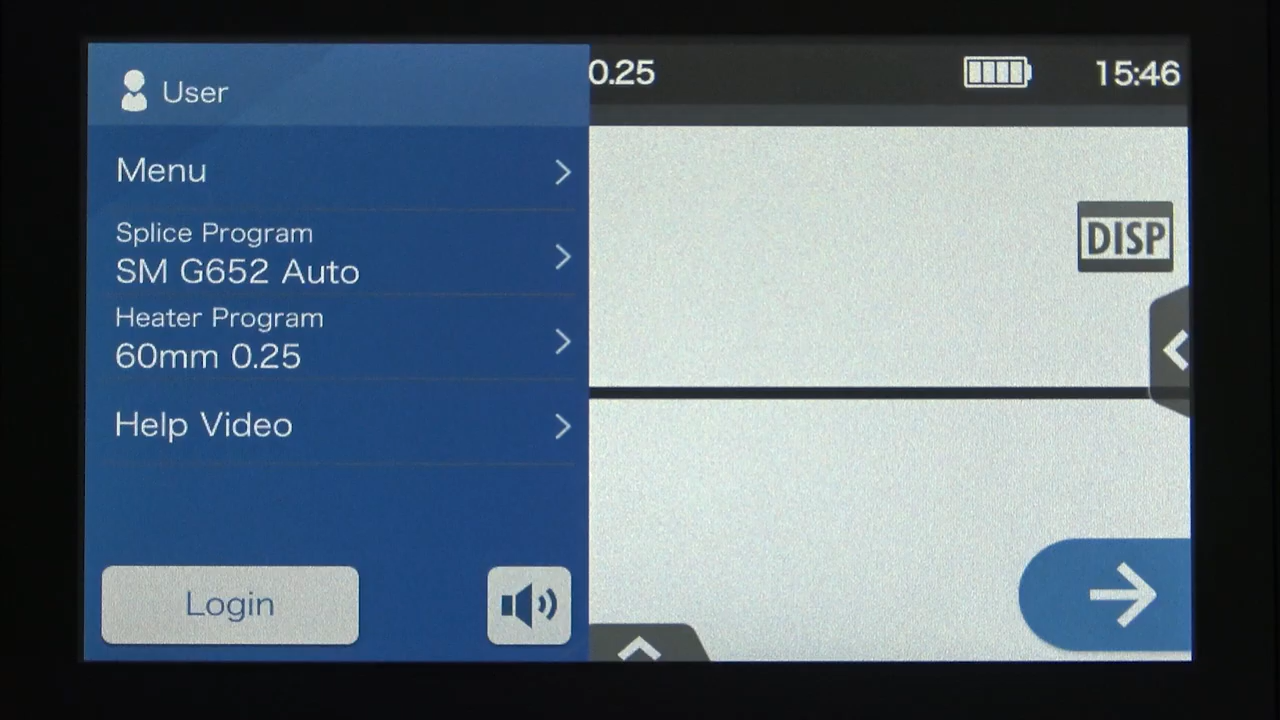 User
0.25
15:46
Menu
Splice Program
SM G652 Auto
DISP
Heater Program
60mm 0.25
Help Video
Login